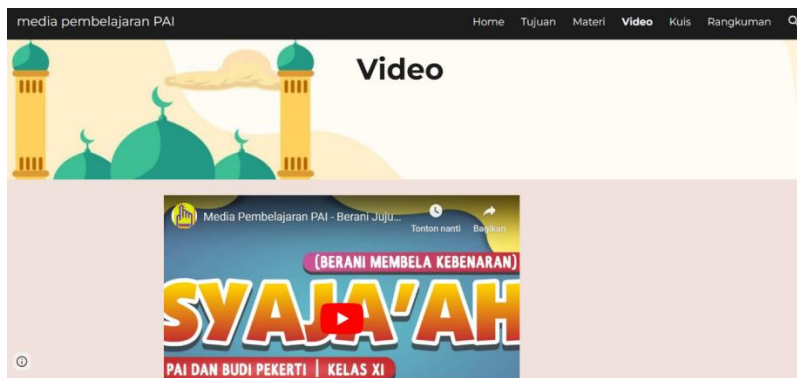 media pembelajaran PAI
Home Tujuan Materi Video Kuis Rangkuman
Video
Media Pembelajaran PAI - Berani Juju...
Tonton nanti
Bagikan
(BERANI MEMBELA KEBENARAN)
SYAJA'AH
PAI DAN BUDI PEKERTI | KELAS XI